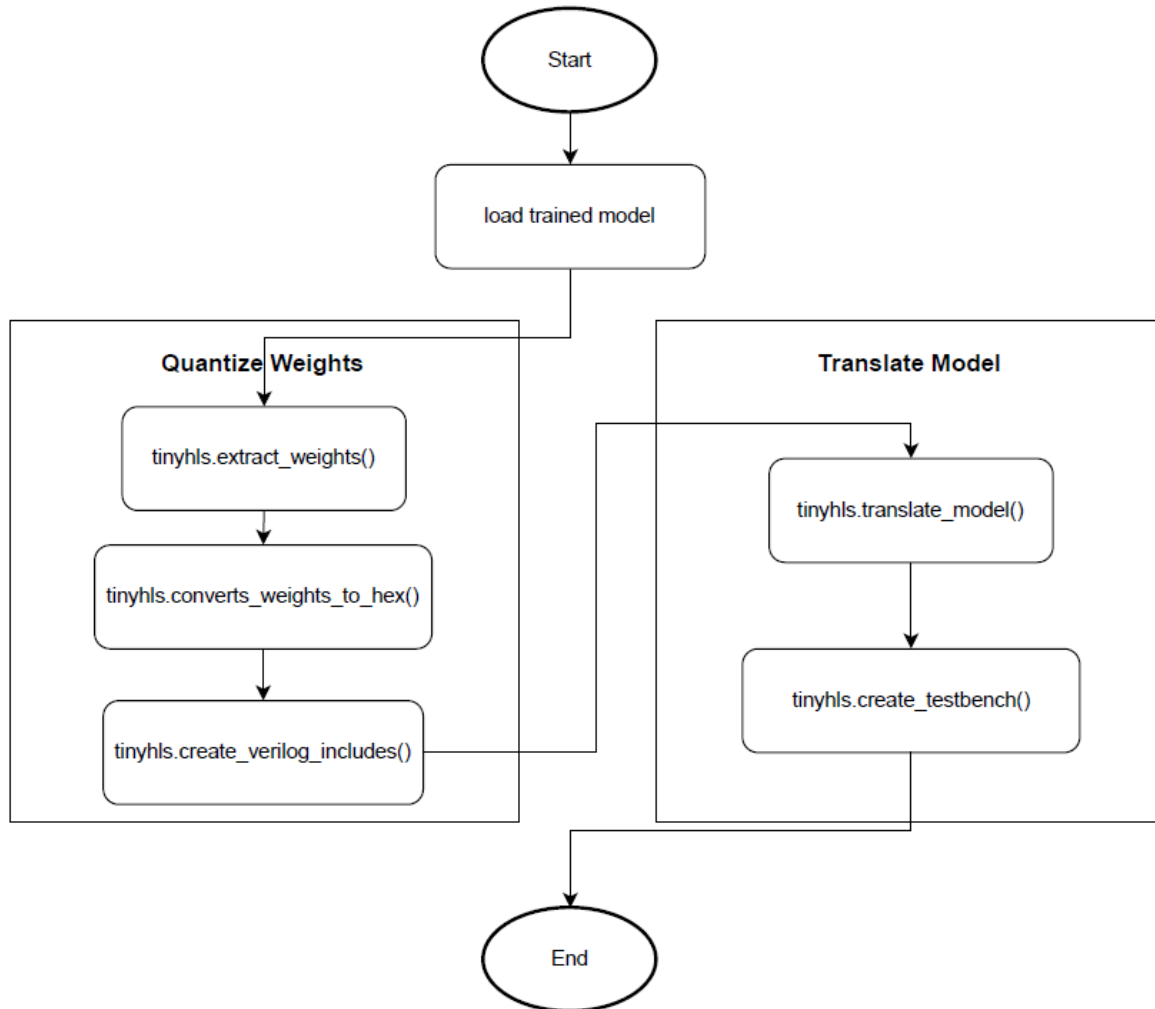 Start
load trained model
Quantize Weights
tinyhls.extract_weights()
tinyhls.converts_weights_to_hex()
tinyhls.create_verilog_includes()
Translate Model
tinyhls.translate_model()
tinyhls.create_testbench()
End